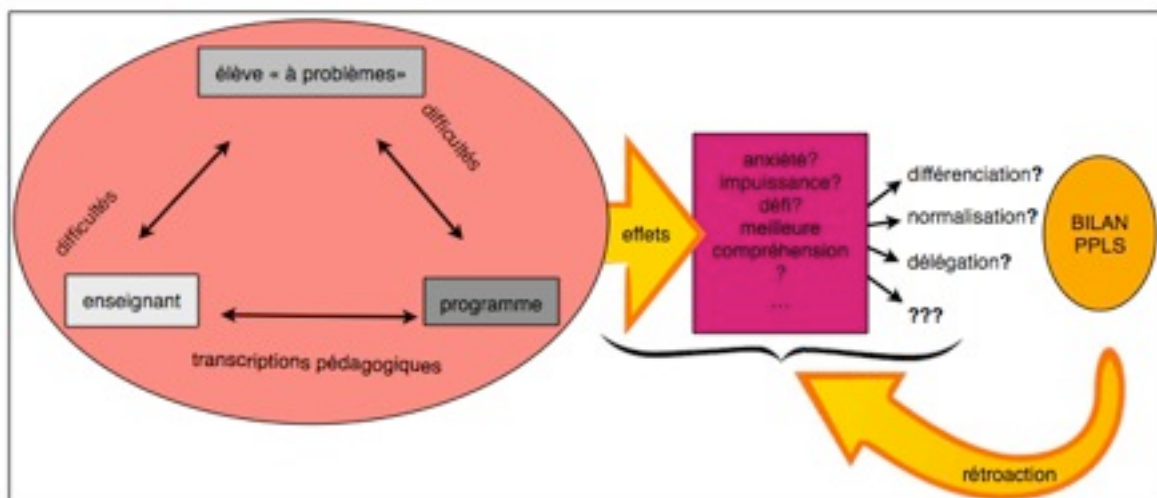 élève « à problèmes»
difficultés
difficultés
enseignant
programme
transcriptions pédagogiques
effets
anxiété?
impuissance?
défi?
meilleure
compréhension
?
...
différenciation?
normalisation?
délégation?
???
BILAN
PPLS
rétroaction